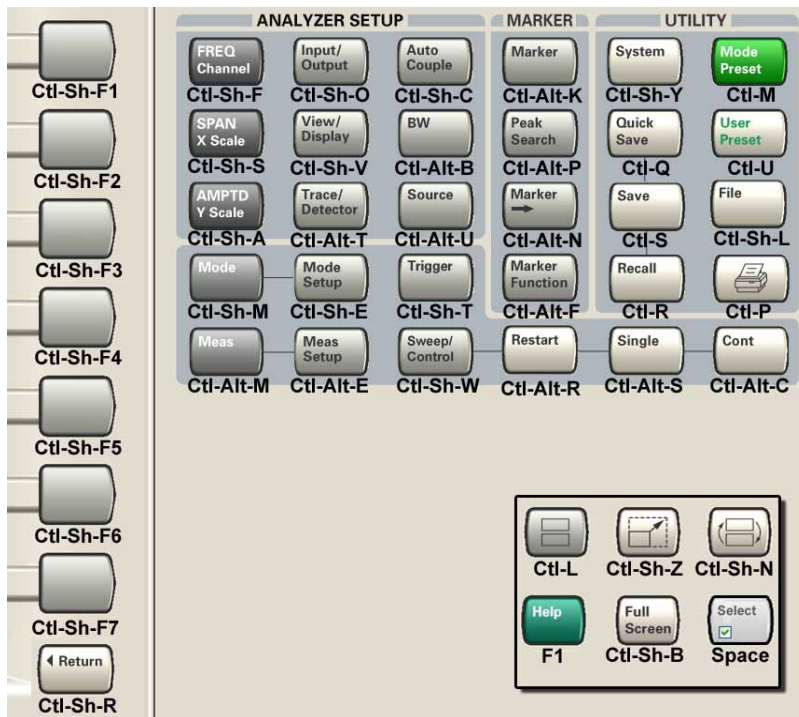 ANALYZER SETUP
MARKER
UTILITY
FREQ
Channel
Input/
Output
Auto
Couple
Marker
System
Mode
Preset
Ctl-Sh-F1
Ctl-Sh-F
Ctl-Sh-O
Ctl-Sh-C
Ctl-Alt-K
Ctl-Sh-Y
Ctl-M
SPAN
X Scale
View/
Display
BW
Peak
Search
Quick
Save
User
Preset
Ctl-Sh-F2
Ctl-Sh-S
Ctl-Sh-V
Ctl-Alt-B
Ctl-Alt-P
Ctl-Q
Ctl-U
AMPTD
Y Scale
Trace/
Detector
Source
Marker
Save
File
Ctl-Sh-A
Ctl-Alt-T
Ctl-Alt-U
Ctl-Alt-N
Ctl-S
Ctl-Sh-L
Ctl-Sh-F3
Mode
Mode
Setup
Trigger
Marker
Function
Recall
Ctl-Sh-M
Ctl-Sh-E
Ctl-Sh-T
Ctl-Alt-F
Ctl-R
Ctl-P
Ctl-Sh-F4
Meas
Meas
Setup
Sweep/
Control
Restart
Single
Cont
Ctl-Alt-M
Ctl-Alt-E
Ctl-Sh-W
Ctl-Alt-R
Ctl-Alt-S
Ctl-Alt-C
Ctl-Sh-F5
Ctl-Sh-F6
Ctl-Sh-F7
Return
Ctl-Sh-R
Ctl-L
Ctl-Sh-Z
Ctl-Sh-N
Help
Full
Screen
Select
F1
Ctl-Sh-B
Space